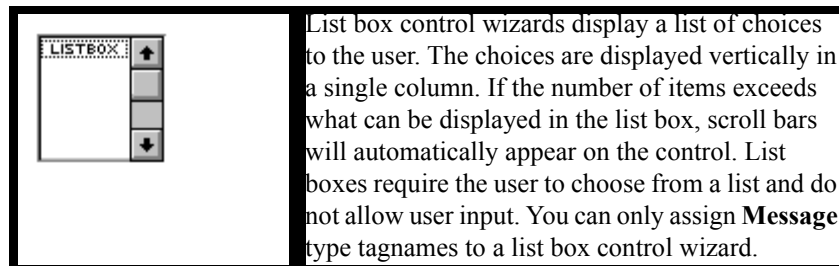 LISTBOX
List box control wizards display a list of choices
to the user. The choices are displayed vertically in
a single column. If the number of items exceeds
what can be displayed in the list box, scroll bars
will automatically appear on the control. List
boxes require the user to choose from a list and do
not allow user input. You can only assign Message
type tagnames to a list box control wizard.